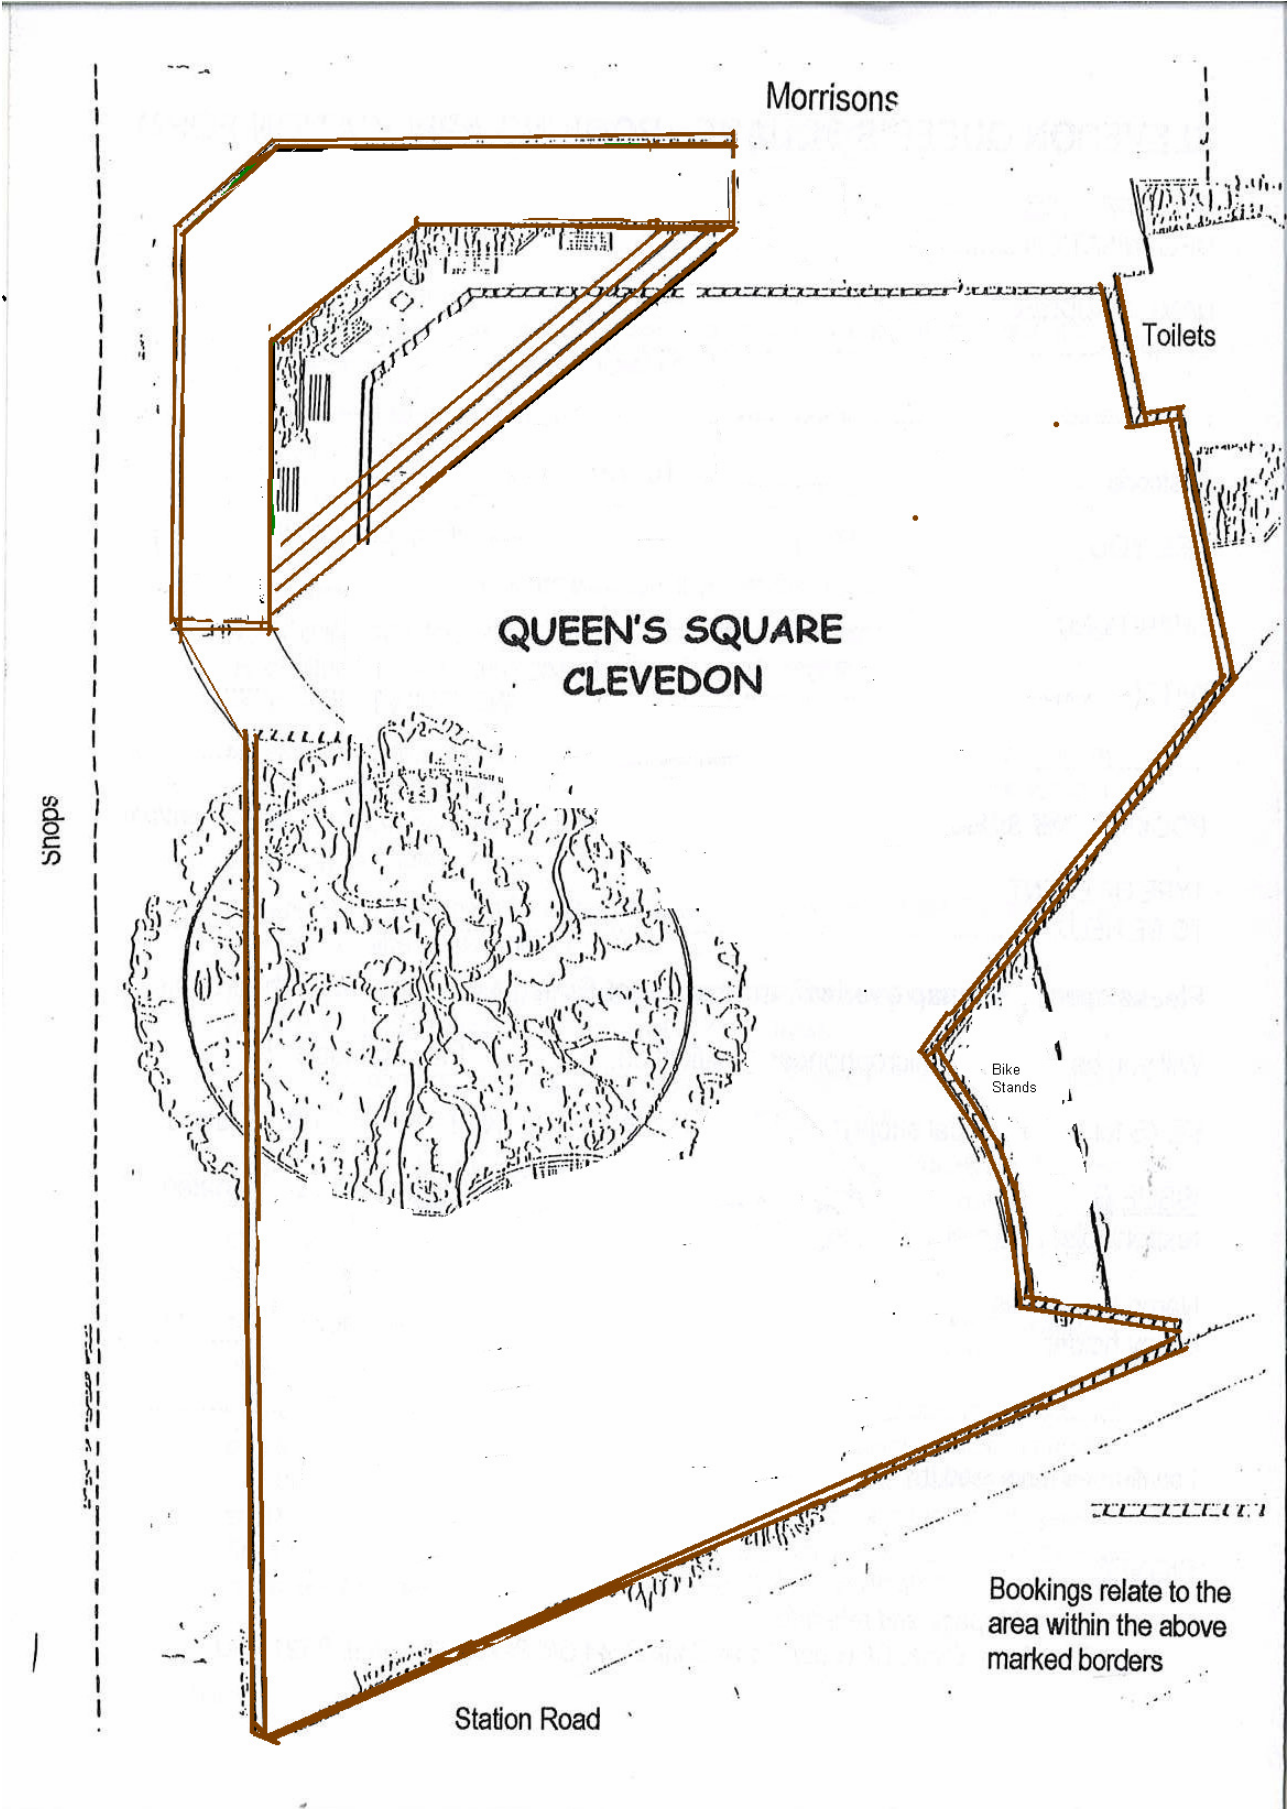 Morrisons
Toilets
QUEEN'S SQUARE
CLEVEDON
Shops
Bike
Stands
Bookings relate to the
area within the above
marked borders
Station Road